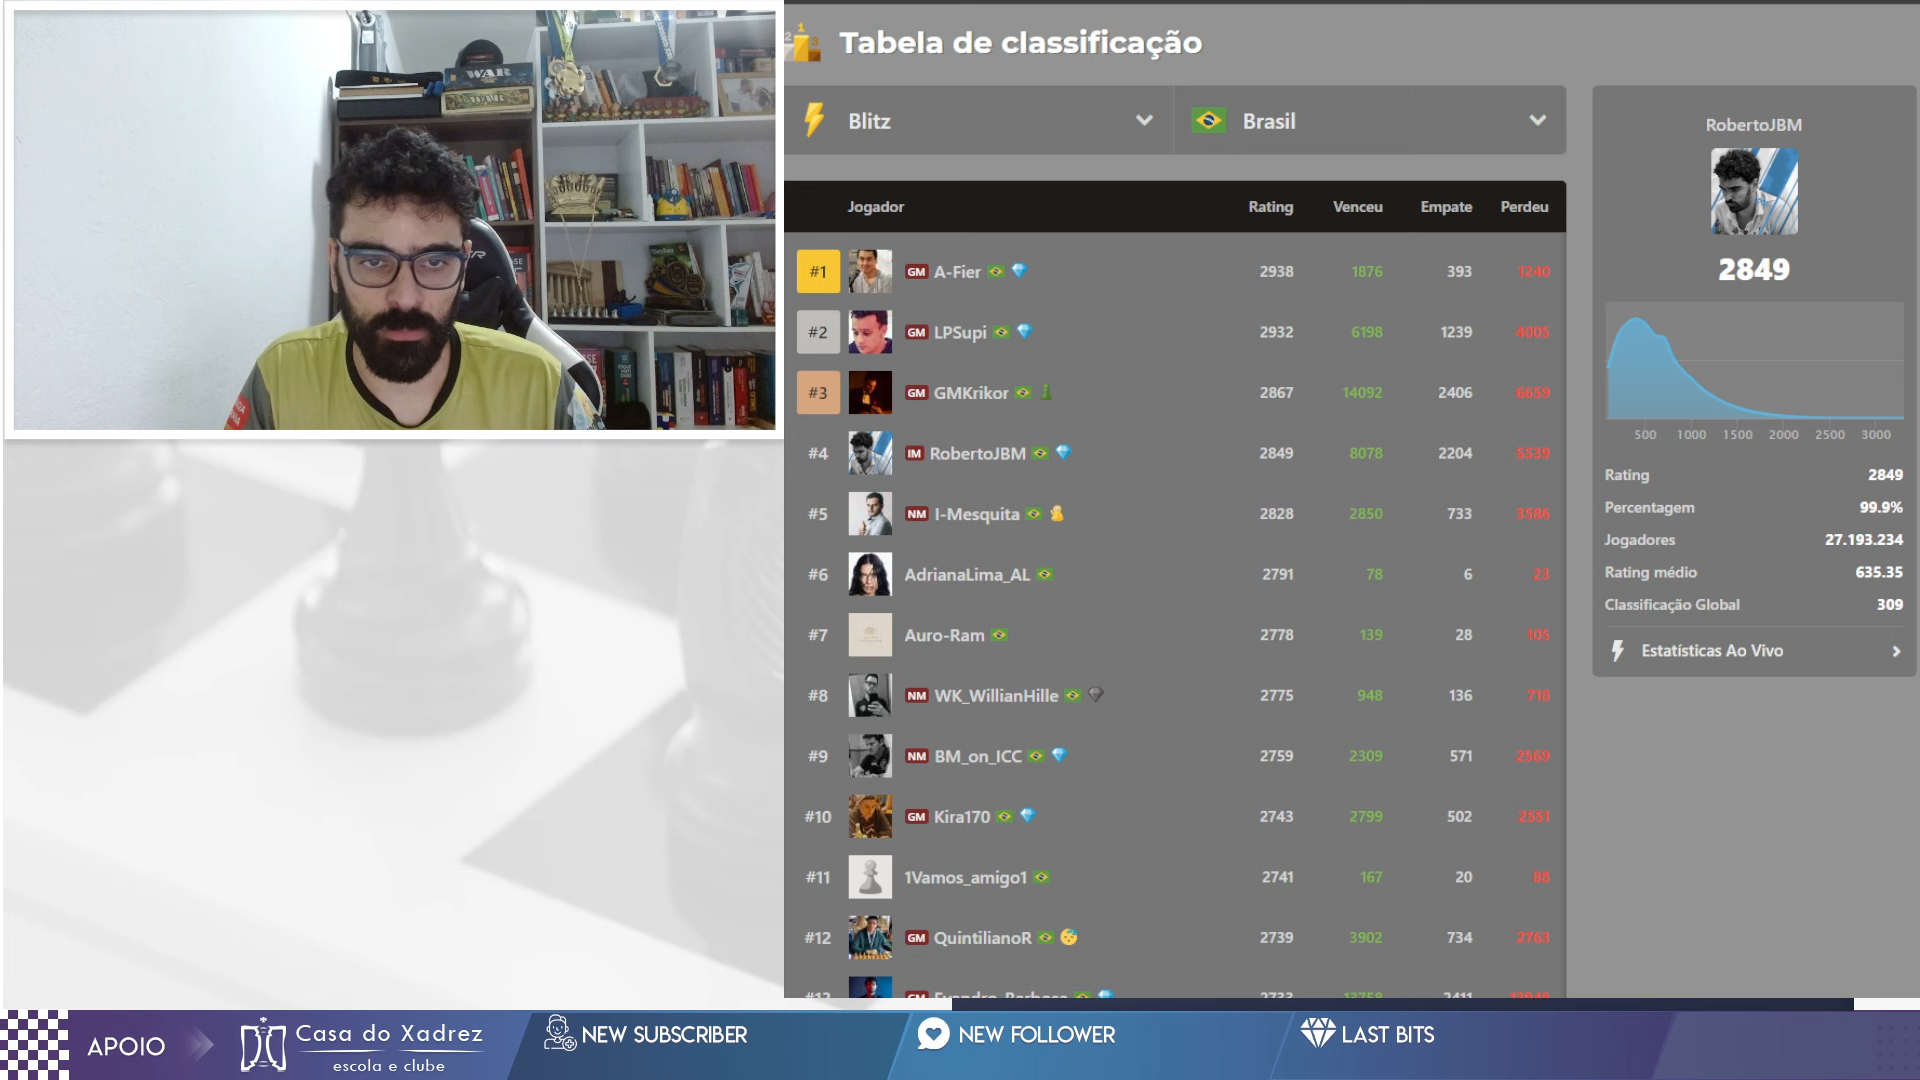 WAR
Tabela de classificação
Blitz
Brasil
Jogador Rating Venceu Empate Perdeu
#1 GM A-Fier 2938 1876 393 1240
#2 GM LPSupi 2932 6198 1239 4005
#3 GM GMKrikor 2867 14092 2406 6659
#4 IM RobertoJBM 2849 8078 2204 5539
#5 NM I-Mesquita 2828 2850 733 3586
#6 AdrianaLima_AL 2791 78 6 23
#7 Auro-Ram 2778 139 28 105
#8 NM WK_WillianHille 2775 948 136 718
#9 NM BM_on_ICC 2759 2309 571 2569
#10 GM Kira170 2743 2799 502 2551
#11 1Vamos_amigo1 2741 167 20 88
#12 GM QuintilianoR 2739 3902 734 2763
RobertoJBM
2849
500 1000 1500 2000 2500 3000
Rating 2849
Percentagem 99.9%
Jogadores 27.193.234
Rating médio 635.35
Classificação Global 309
Estatísticas Ao Vivo
APOIO
Casa do Xadrez
escola e clube
NEW SUBSCRIBER
NEW FOLLOWER
LAST BITS